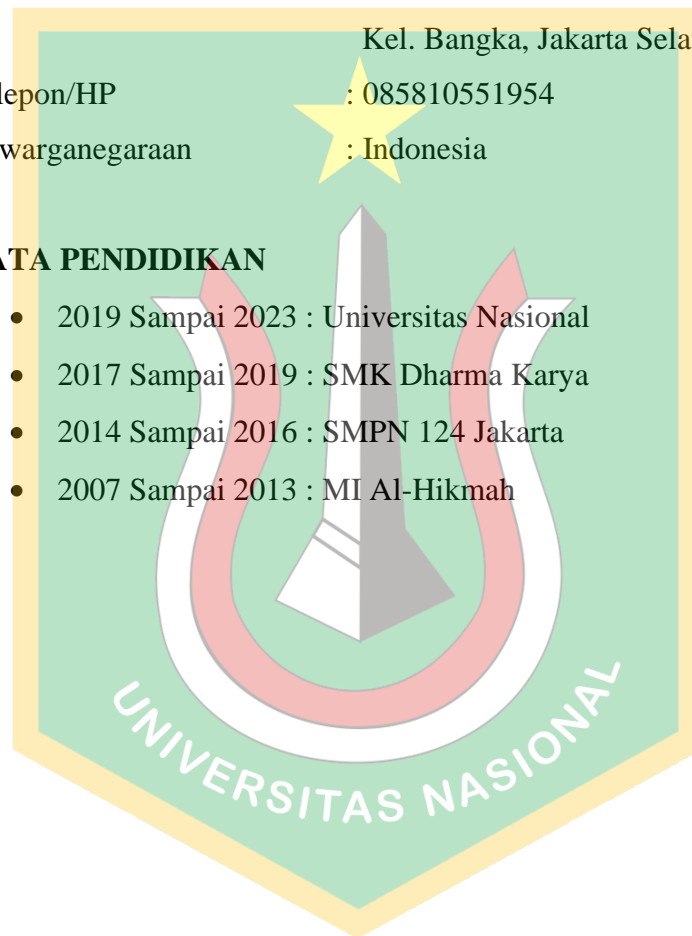 Kel. Bangka, Jakarta Sela
lepon/HP : 085810551954
warganegaraan : Indonesia
ATA PENDIDIKAN
• 2019 Sampai 2023 : Universitas Nasional
• 2017 Sampai 2019 : SMK Dharma Karya
• 2014 Sampai 2016 : SMPN 124 Jakarta
• 2007 Sampai 2013 : MI Al-Hikmah
UNIVERSITAS NASIONAL